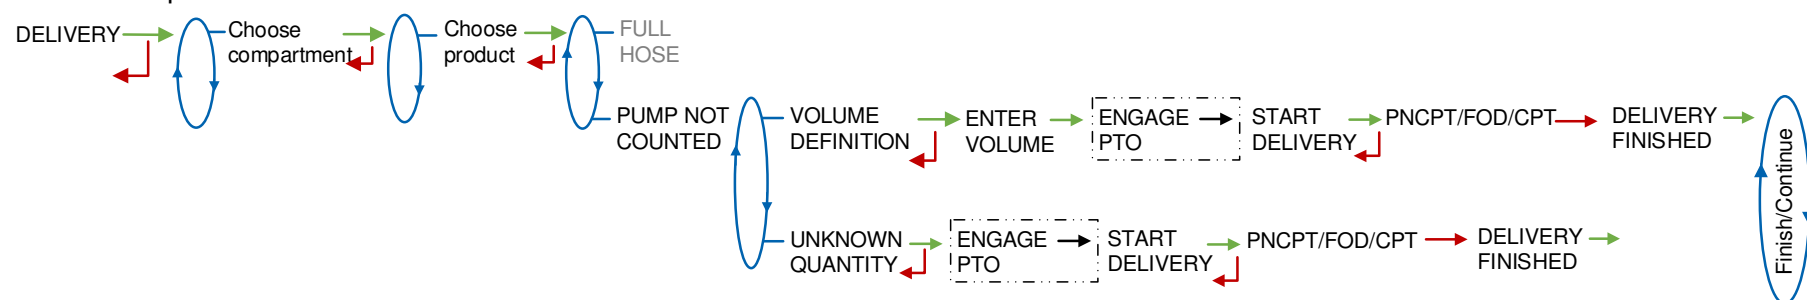 DELIVERY
Choose
compartment
Choose
product
FULL
HOSE
PUMP NOT
COUNTED
VOLUME
DEFINITION
ENTER
VOLUME
ENGAGE
PTO
START
DELIVERY
PNCPT/FOD/CPT
DELIVERY
FINISHED
UNKNOWN
QUANTITY
ENGAGE
PTO
START
DELIVERY
PNCPT/FOD/CPT
DELIVERY
FINISHED
Finish/Continue